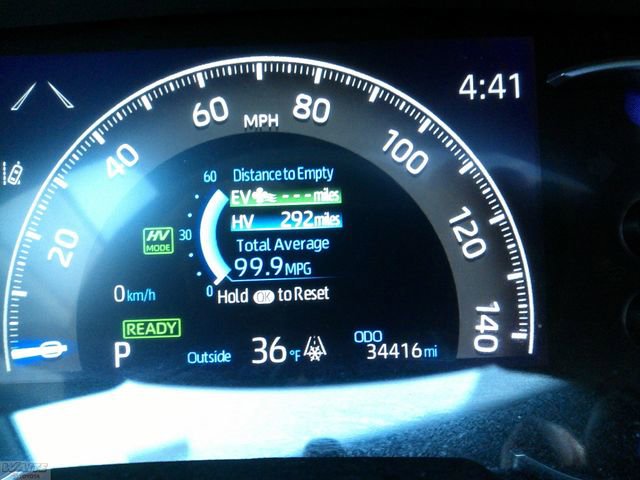 4:41
20
40
60
80
100
120
140
MPH
60
30
0
Distance to Empty
EV --- miles
HV 292 miles
Total Average
99.9 MPG
Hold OK to Reset
HV
MODE
0 km/h
READY
P
Outside 36 °F
ODO
34416 mi
TOYOTA